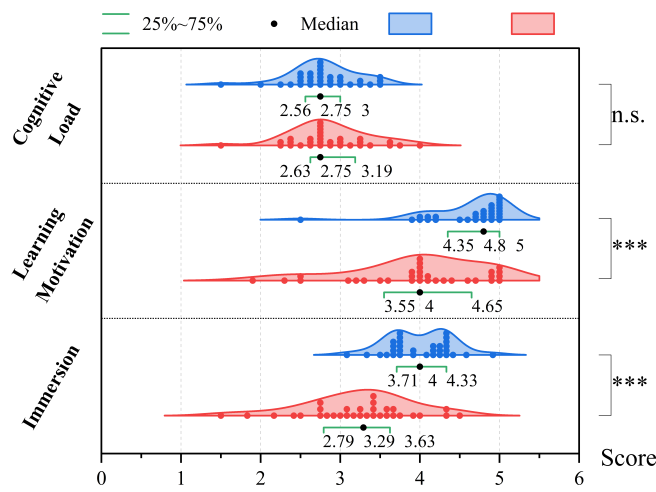 25%~75% Median
Cognitive
Load
n.s.
2.56 2.75 3
2.63 2.75 3.19
Learning
Motivation
***
4.35 4.8 5
3.55 4 4.65
Immersion
***
3.71 4 4.33
2.79 3.29 3.63
Score
0 1 2 3 4 5 6